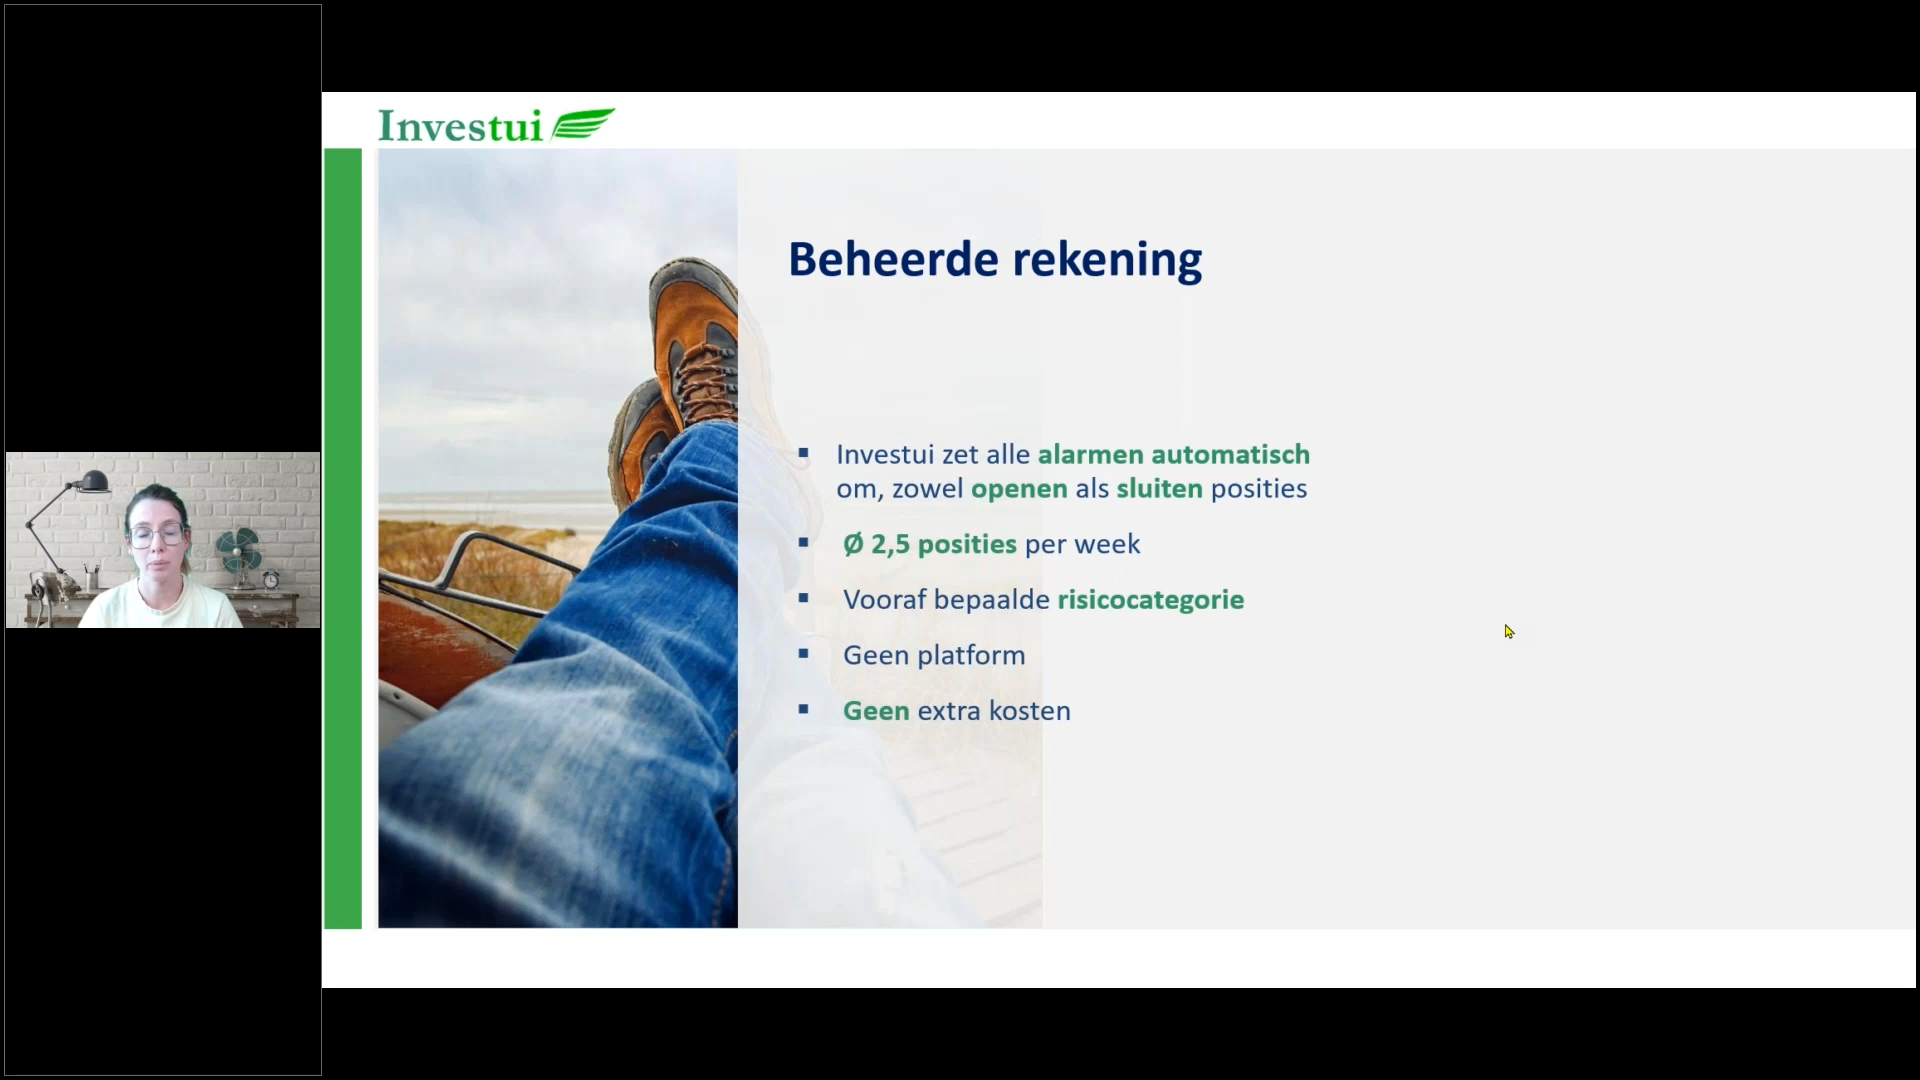 Investui
Beheerde rekening
▪ Investui zet alle alarmen automatisch
om, zowel openen als sluiten posities
▪ Ø 2,5 posities per week
▪ Vooraf bepaalde risicocategorie
▪ Geen platform
▪ Geen extra kosten